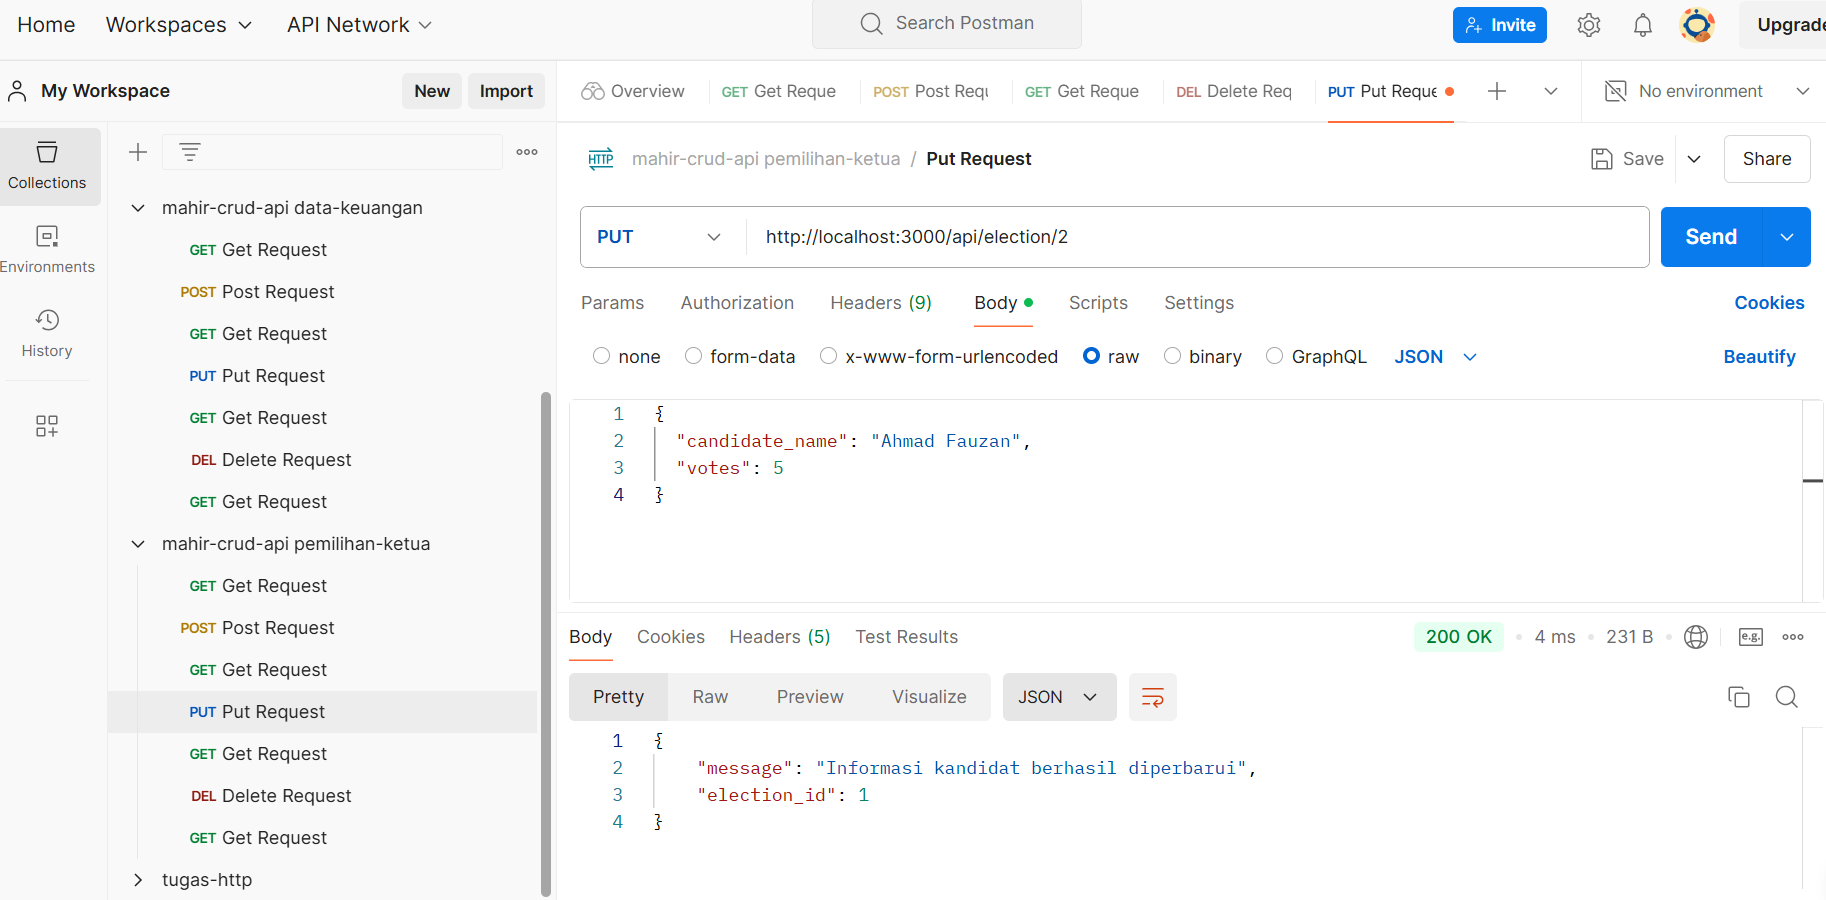 Home Workspaces API Network Search Postman Invite Upgrade
My Workspace New Import Overview GET Get Reque POST Post Requ GET Get Reque DEL Delete Req PUT Put Reque No environment
Collections
Environments
History
mahir-crud-api data-keuangan
GET Get Request
POST Post Request
GET Get Request
PUT Put Request
GET Get Request
DEL Delete Request
GET Get Request
mahir-crud-api pemilihan-ketua
GET Get Request
POST Post Request
GET Get Request
PUT Put Request
GET Get Request
DEL Delete Request
GET Get Request
tugas-http
HTTP mahir-crud-api pemilihan-ketua / Put Request Save Share
PUT http://localhost:3000/api/election/2 Send
Params Authorization Headers (9) Body Scripts Settings Cookies
none form-data x-www-form-urlencoded raw binary GraphQL JSON Beautify
1 {
2 "candidate_name": "Ahmad Fauzan",
3 "votes": 5
4 }
Body Cookies Headers (5) Test Results 200 OK 4 ms 231 B e.g.
Pretty Raw Preview Visualize JSON
1 {
2 "message": "Informasi kandidat berhasil diperbarui",
3 "election_id": 1
4 }